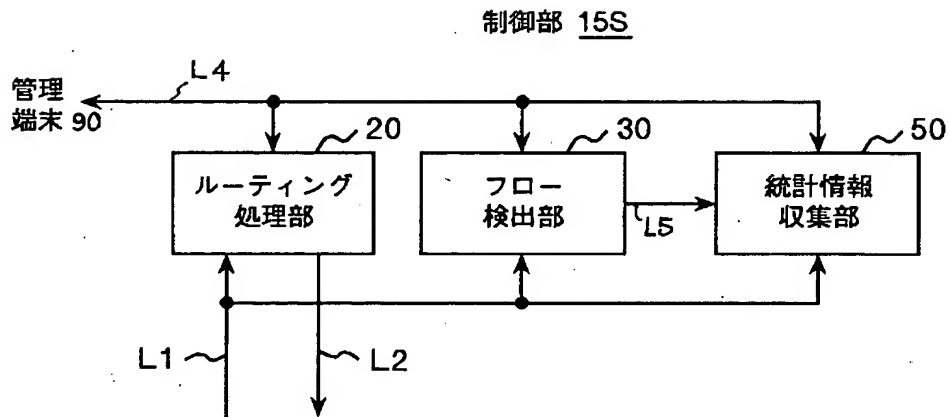 制御部 15S
L4
管理
端末 90
20
30
50
ルーティング
処理部
フロー
検出部
L5
統計情報
収集部
L1
L2